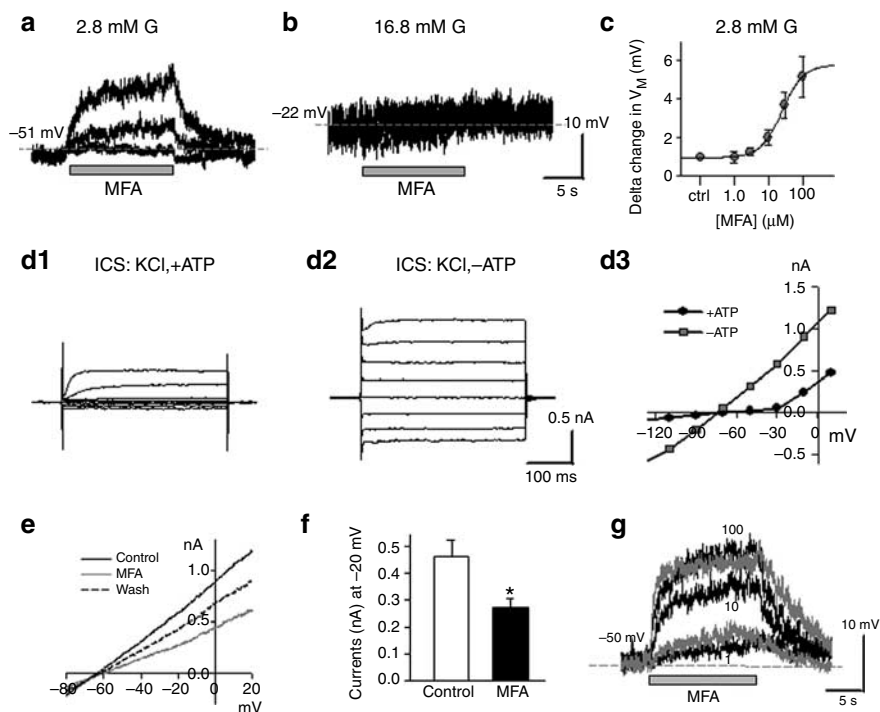 a
2.8 mM G
−51 mV
MFA
b
16.8 mM G
−22 mV
MFA
10 mV
5 s
c
2.8 mM G
Delta change in VM (mV)
6
4
2
0
ctrl
1.0
10
100
[MFA] (μM)
d1
ICS: KCl,+ATP
d2
ICS: KCl,−ATP
0.5 nA
100 ms
d3
nA
+ATP
−ATP
1.5
1.0
0.5
0.0
−0.5
−120
−90
−60
−30
0
mV
e
nA
Control
MFA
Wash
1.0
0.5
0.0
−80
−60
−40
−20
0
20
mV
f
Currents (nA) at −20 mV
0.5
0.4
0.3
0.2
0.1
0.0
*
Control
MFA
g
100
10
1
−50 mV
MFA
10 mV
5 s